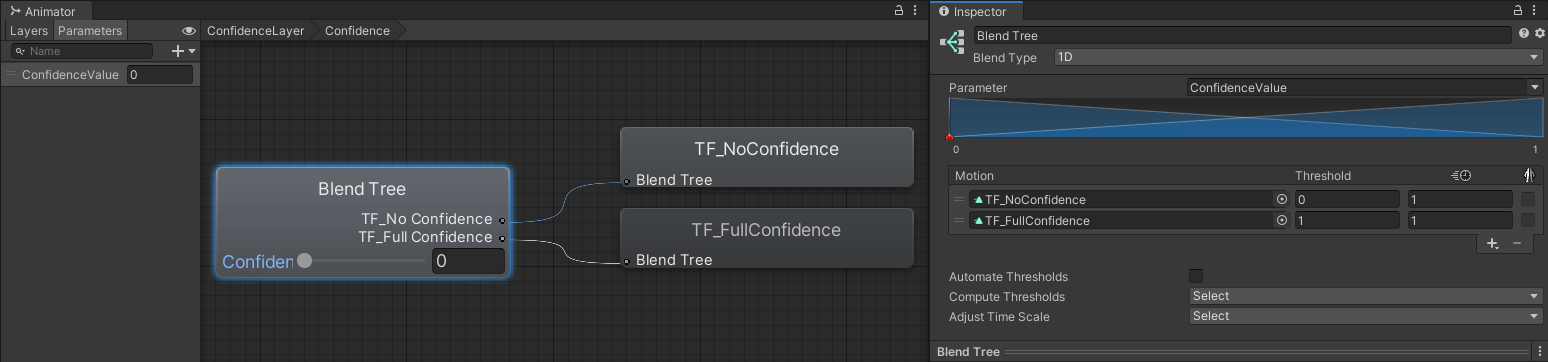 Animator
Layers Parameters
ConfidenceLayer Confidence
Name
ConfidenceValue 0
Blend Tree
TF_No Confidence
TF_Full Confidence
Confiden 0
TF_NoConfidence
Blend Tree
TF_FullConfidence
Blend Tree
Inspector
Blend Tree
Blend Type 1D
Parameter ConfidenceValue
0 1
Motion Threshold
TF_NoConfidence 0 1
TF_FullConfidence 1 1
Automate Thresholds
Compute Thresholds Select
Adjust Time Scale Select
Blend Tree